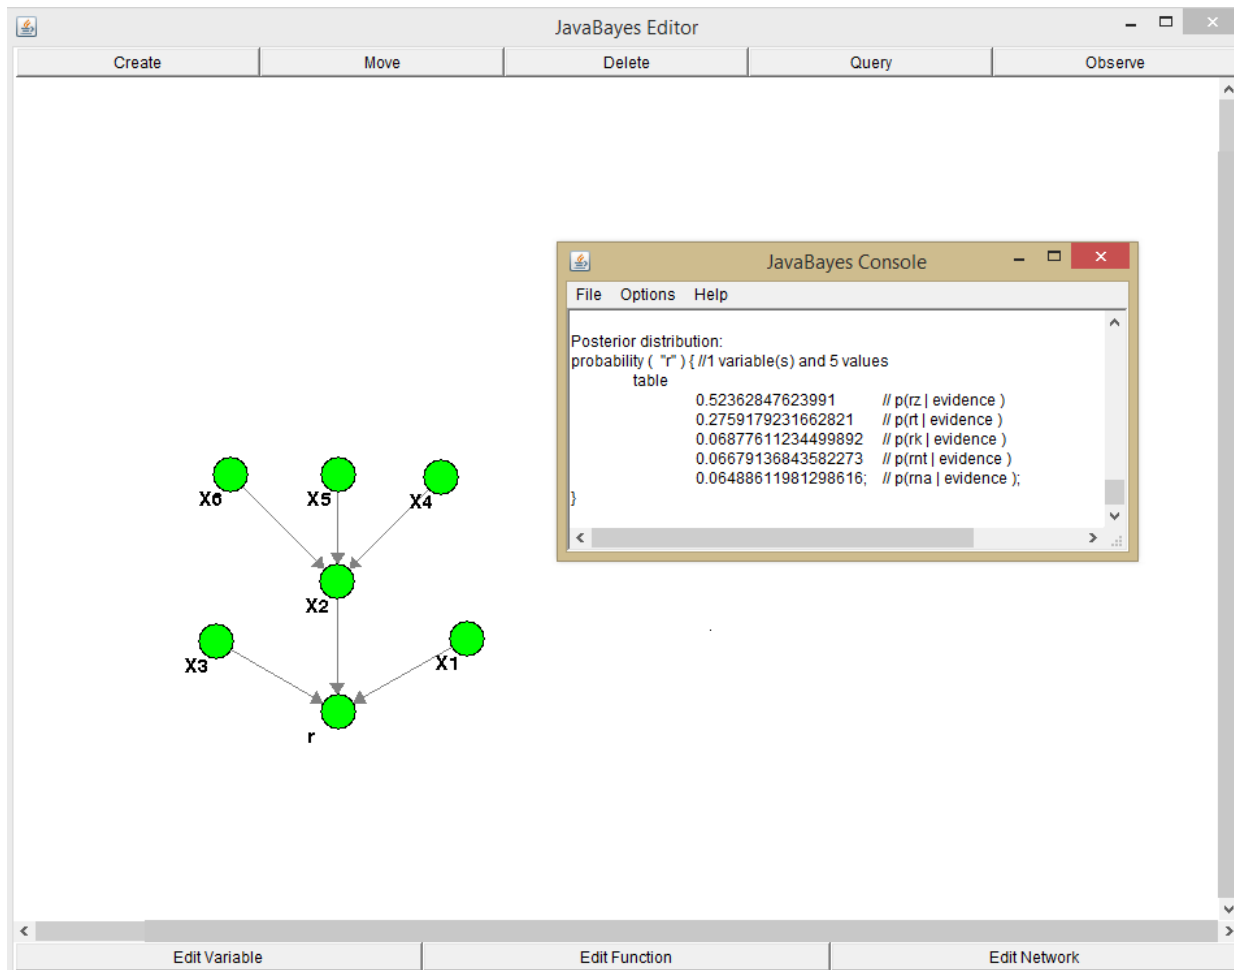 JavaBayes Editor
Create Move Delete Query Observe
JavaBayes Console
File Options Help
Posterior distribution:
probability ( "r" ) { //1 variable(s) and 5 values
table
0.52362847623991 // p(rz | evidence )
0.2759179231662821 // p(rt | evidence )
0.06877611234499892 // p(rk | evidence )
0.06679136843582273 // p(rnt | evidence )
0.06488611981298616; // p(rna | evidence );
}
X6 X5 X4
X2
X3 X1
r
Edit Variable Edit Function Edit Network